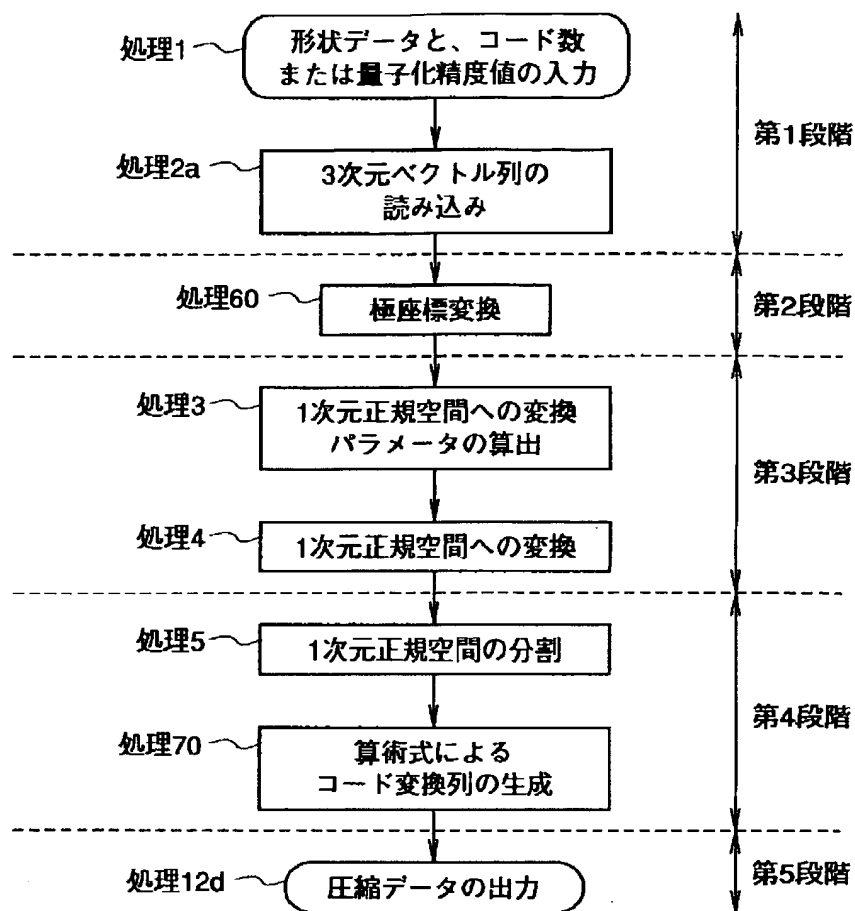 処理1
形状データと、コード数
または量子化精度値の入力
第1段階
処理2a
3次元ベクトル列の
読み込み
処理60
極座標変換
第2段階
処理3
1次元正規空間への変換
パラメータの算出
第3段階
処理4
1次元正規空間への変換
処理5
1次元正規空間の分割
第4段階
処理70
算術式による
コード変換列の生成
処理12d
圧縮データの出力
第5段階